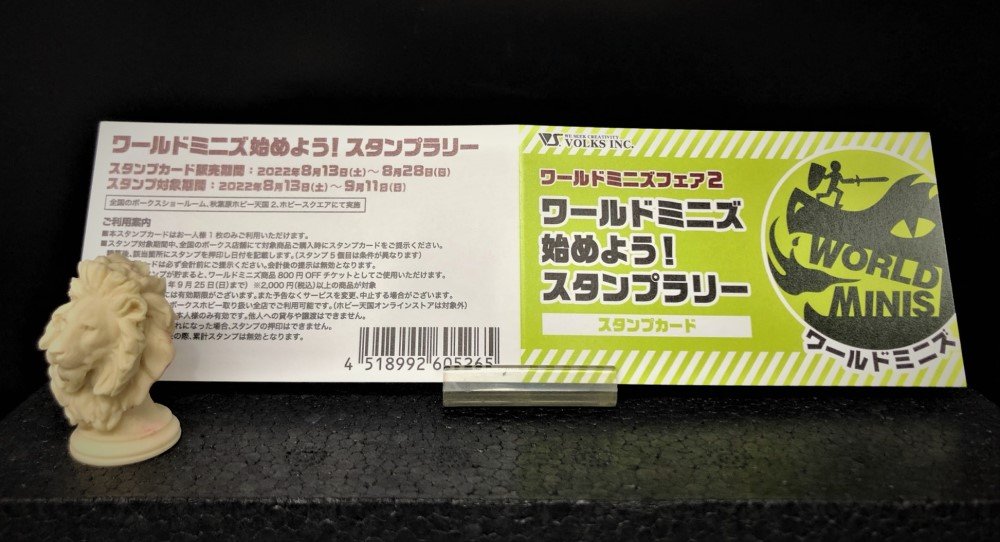 ワールドミニズ始めよう！スタンプラリー
スタンプカード販売期間：2022年8月13日(土)～8月28日(日)
スタンプ対象期間：2022年8月13日(土)～9月11日(日)
全国のボークスショールーム、秋葉原ホビー天国2、ホビースクエアにて実施
ご利用案内
■本スタンプカードはお一人様1枚のみご利用いただけます。
■スタンプ対象期間中、全国のボークス店舗にて対象商品ご購入時にスタンプカードをご提示ください。
該当箇所にスタンプを押印し日付を記載します。(スタンプ5個目は条件が異なります)
ードは必ず会計前にご提示ください。会計後の提示は無効となります。
ンプが貯まると、ワールドミニズ商品800円OFFチケットとしてご使用いただけます。
年9月25日(日)まで) ※2,000円(税込)以上の商品が対象
には有効期限がございます。また予告なくサービスを変更、中止する場合がございます。
ボークスホビー取り扱い全店でご利用可能です。(ホビー天国オンラインストアは対象外)
本人様のみ有効です。他人への貸与や譲渡はできません。
れになった場合、スタンプの押印はできません。
の際、累計スタンプは無効となります。
4 518992 605265
VS.
WE SEEK CREATIVITY
VOLKS INC.
ワールドミニズフェア2
ワールドミニズ
始めよう！
スタンプラリー
スタンプカード
WORLD
MINIS
ワールドミニズ